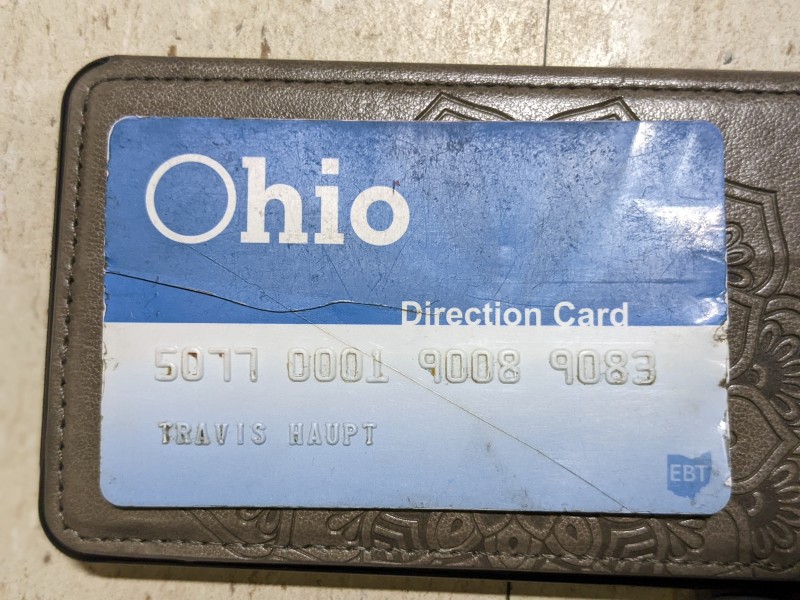 Ohio
Direction Card
5077 0001 9008 9083
TRAVIS HAUPT
EBT